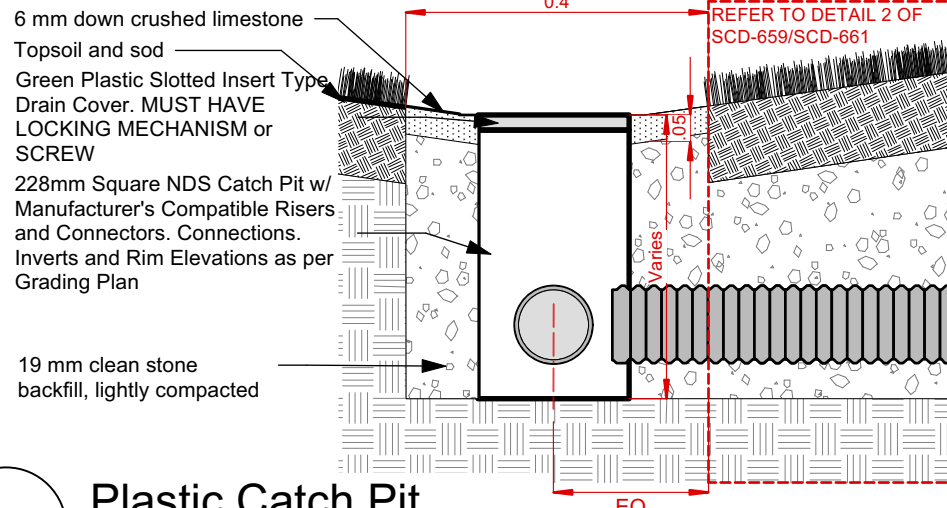 0.4
6 mm down crushed limestone
REFER TO DETAIL 2 OF
SCD-659/SCD-661
Topsoil and sod
Green Plastic Slotted Insert Type
Drain Cover. MUST HAVE
LOCKING MECHANISM or
SCREW
.05
228mm Square NDS Catch Pit w/
Manufacturer's Compatible Risers
and Connectors. Connections.
Inverts and Rim Elevations as per
Grading Plan
Varies
19 mm clean stone
backfill, lightly compacted
Plastic Catch Pit
EQ